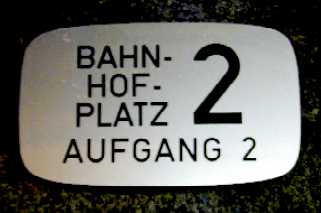 BAHN-
HOF-
PLATZ 2
AUFGANG 2